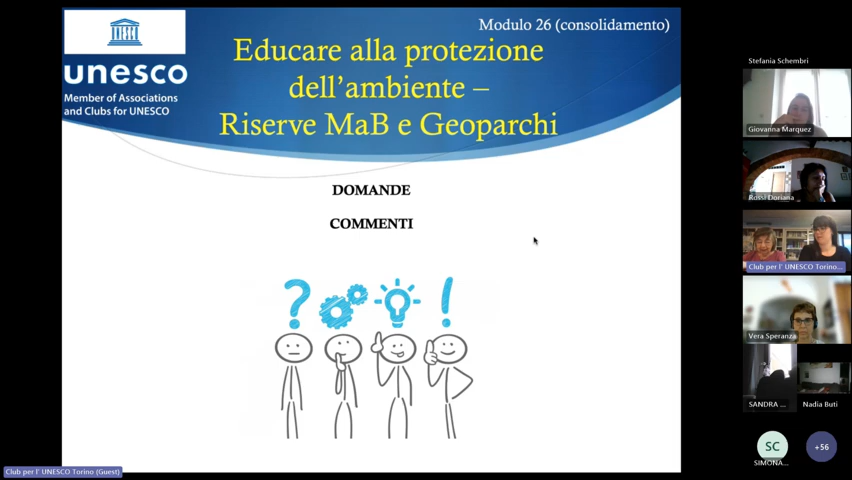 Modulo 26 (consolidamento)
Educare alla protezione
dell’ambiente –
Riserve MaB e Geoparchi
unesco
Member of Associations
and Clubs for UNESCO
DOMANDE
COMMENTI
? !
Stefania Schembri
Giovanna Marquez
Rossi Doriana
Club per l' UNESCO Torino...
Vera Speranza
SANDRA ...
Nadia Buti
SC
SIMONA...
+56
Club per l' UNESCO Torino (Guest)